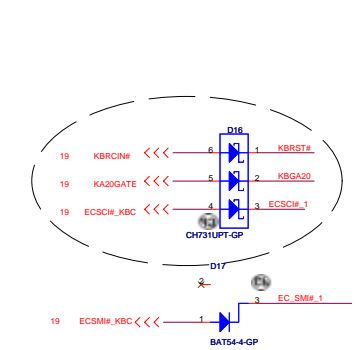 D16
19 KBRCIN# 6 1 KBRST#
19 KA20GATE 5 2 KBGA20
19 ECSCI#_KBC 4 3 ECSCI#_1
CH731UPT-GP
D17
2
3 EC_SMI#_1
19 ECSMI#_KBC 1
BAT54-4-GP